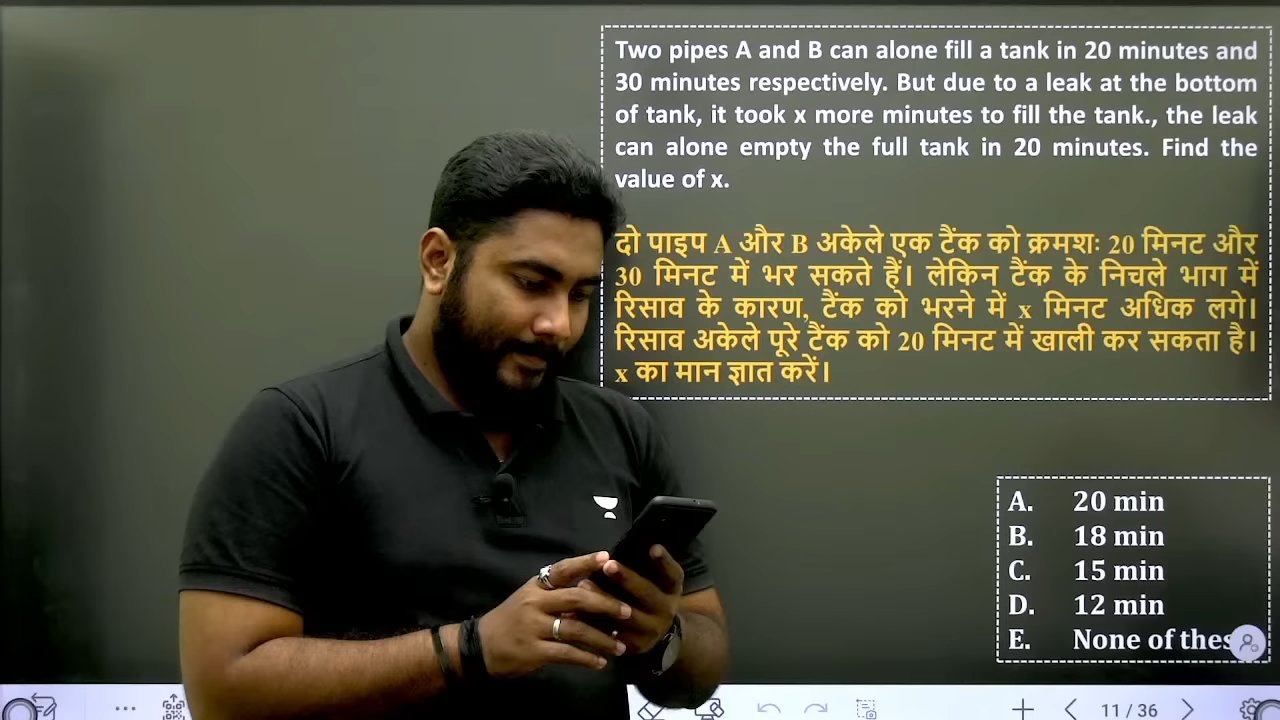 Two pipes A and B can alone fill a tank in 20 minutes and
30 minutes respectively. But due to a leak at the bottom
of tank, it took x more minutes to fill the tank., the leak
can alone empty the full tank in 20 minutes. Find the
value of x.
दो पाइप A और B अकेले एक टैंक को क्रमशः 20 मिनट और
30 मिनट में भर सकते हैं। लेकिन टैंक के निचले भाग में
रिसाव के कारण, टैंक को भरने में x मिनट अधिक लगे।
रिसाव अकेले पूरे टैंक को 20 मिनट में खाली कर सकता है।
x का मान ज्ञात करें।
A. 20 min
B. 18 min
C. 15 min
D. 12 min
E. None of thes
11 / 36